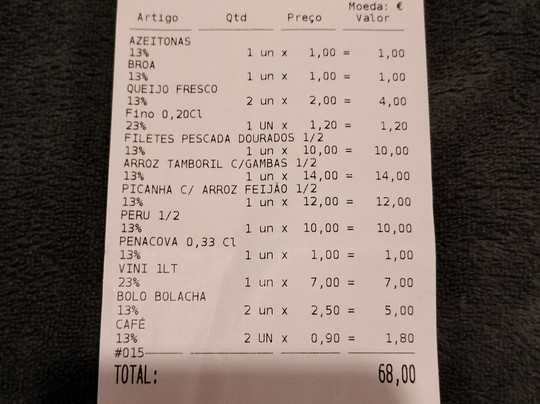 Moeda: €
Artigo Qtd Preço Valor
AZEITONAS
13% 1 un x 1,00 = 1,00
BROA
13% 1 un x 1,00 = 1,00
QUEIJO FRESCO
13% 2 un x 2,00 = 4,00
Fino 0,20Cl
23% 1 UN x 1,20 = 1,20
FILETES PESCADA DOURADOS 1/2
13% 1 un x 10,00 = 10,00
ARROZ TAMBORIL C/GAMBAS 1/2
13% 1 un x 14,00 = 14,00
PICANHA C/ ARROZ FEIJÃO 1/2
13% 1 un x 12,00 = 12,00
PERU 1/2
13% 1 un x 10,00 = 10,00
PENACOVA 0,33 Cl
13% 1 un x 1,00 = 1,00
VINI 1LT
23% 1 un x 7,00 = 7,00
BOLO BOLACHA
13% 2 un x 2,50 = 5,00
CAFÉ
13% 2 UN x 0,90 = 1,80
#015
TOTAL: 68,00